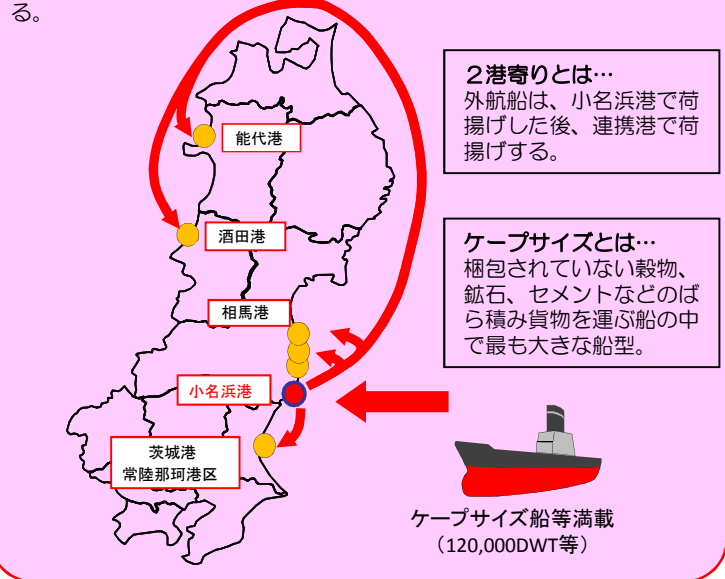 る。
２港寄りとは…
外航船は、小名浜港で荷
揚げした後、連携港で荷
揚げする。
能代港
酒田港
ケープサイズとは…
梱包されていない穀物、
鉱石、セメントなどのば
ら積み貨物を運ぶ船の中
で最も大きな船型。
相馬港
小名浜港
茨城港
常陸那珂港区
ケープサイズ船等満載
（120,000DWT等）